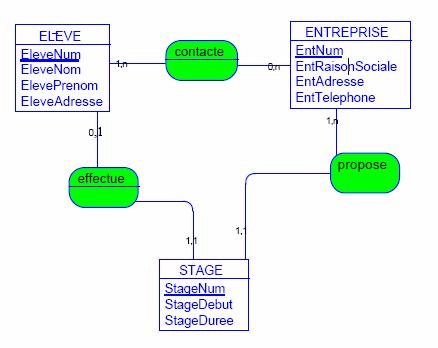 ELEVE
EleveNum
EleveNom
ElevePrenom
EleveAdresse
contacte
ENTREPRISE
EntNum
EntRaisonSociale
EntAdresse
EntTelephone
1,n
0,n
0,1
1,n
effectue
propose
1,1
1,1
STAGE
StageNum
StageDebut
StageDuree